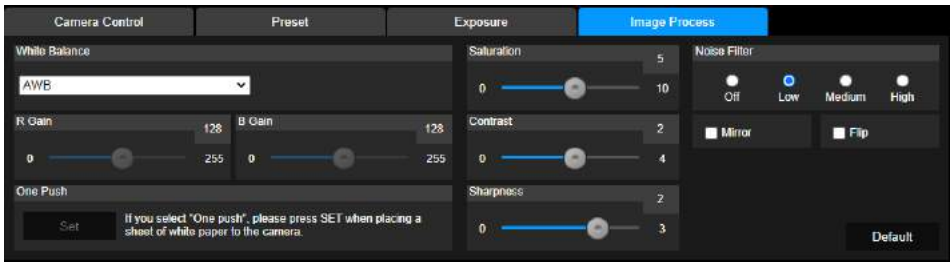 Camera Control
Preset
Exposure
Image Process
White Balance
AWB
R Gain
128
0
255
B Gain
128
0
255
One Push
Set
If you select "One push", please press SET when placing a
sheet of white paper to the camera.
Saturation
5
0
10
Contrast
2
0
4
Sharpness
2
0
3
Noise Filter
Off
Low
Medium
High
Mirror
Flip
Default